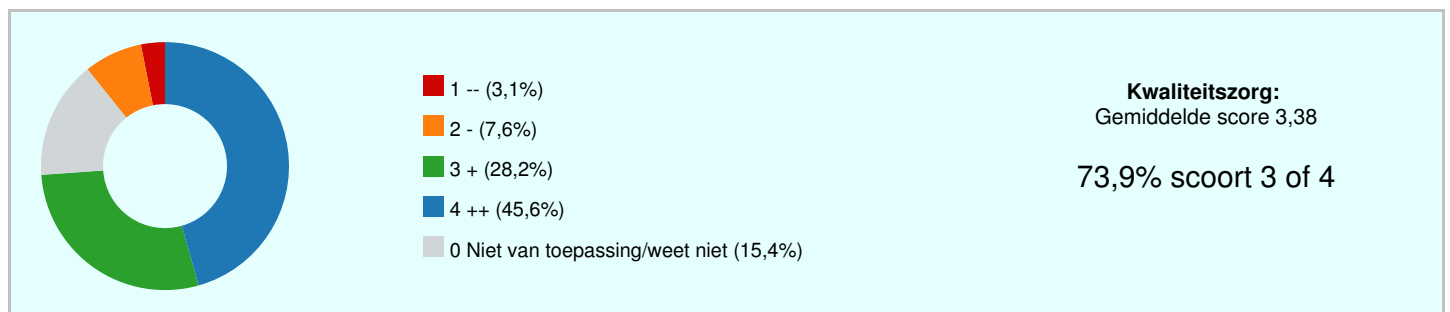 1 -- (3,1%)
2 - (7,6%)
3 + (28,2%)
4 ++ (45,6%)
0 Niet van toepassing/weet niet (15,4%)
Kwaliteitszorg:
Gemiddelde score 3,38
73,9% scoort 3 of 4